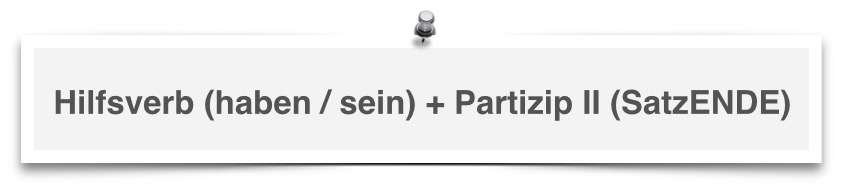 Hilfsverb (haben / sein) + Partizip II (SatzENDE)